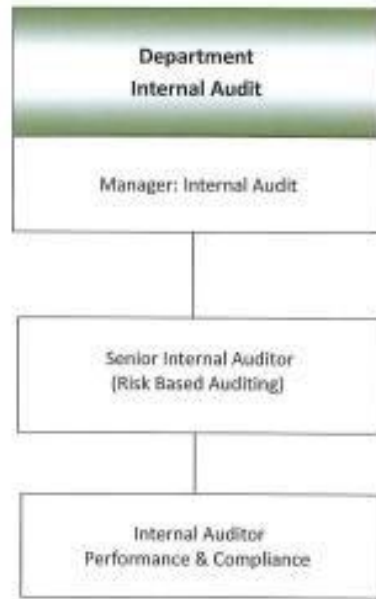 Department
Internal Audit
Manager: Internal Audit
Senior Internal Auditor
(Risk Based Auditing)
Internal Auditor
Performance & Compliance